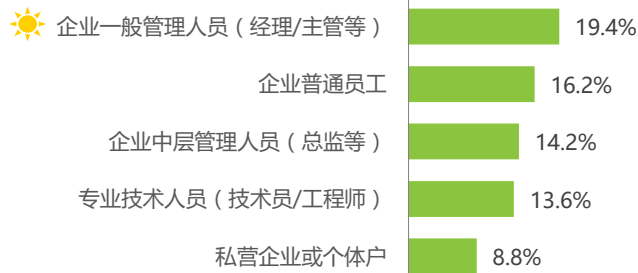 企业一般管理人员（经理/主管等） 19.4%
企业普通员工 16.2%
企业中层管理人员（总监等） 14.2%
专业技术人员（技术员/工程师） 13.6%
私营企业或个体户 8.8%